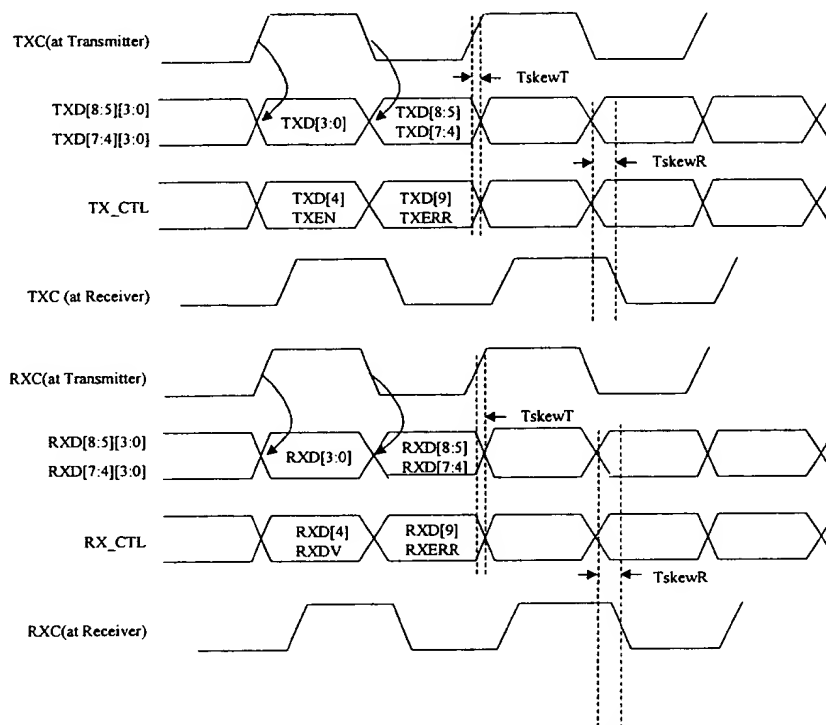 TXC(at Transmitter)
TskewT
TXD[8:5][3:0]
TXD[7:4][3:0]
TXD[3:0]
TXD[8:5]
TXD[7:4]
TskewR
TX_CTL
TXD[4]
TXEN
TXD[9]
TXERR
TXC (at Receiver)
RXC(at Transmitter)
TskewT
RXD[8:5][3:0]
RXD[7:4][3:0]
RXD[3:0]
RXD[8:5]
RXD[7:4]
RX_CTL
RXD[4]
RXDV
RXD[9]
RXERR
TskewR
RXC(at Receiver)